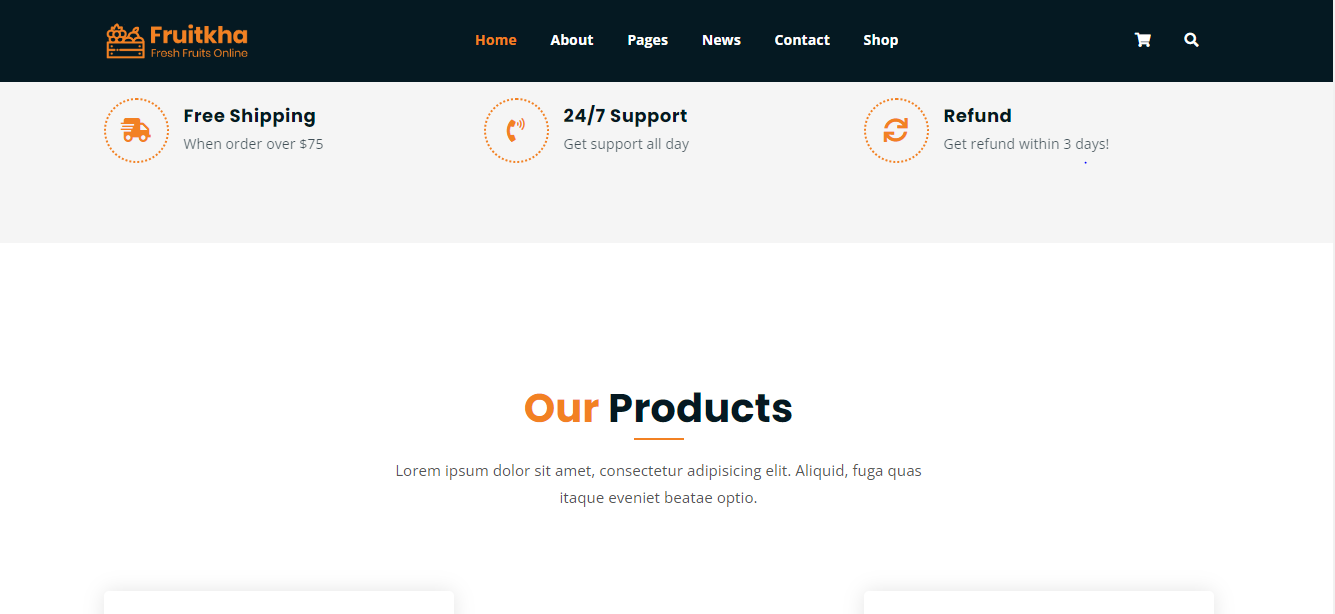 Fruitkha
Fresh Fruits Online
Home About Pages News Contact Shop
Free Shipping
When order over $75
24/7 Support
Get support all day
Refund
Get refund within 3 days!
Our Products
Lorem ipsum dolor sit amet, consectetur adipisicing elit. Aliquid, fuga quas
itaque eveniet beatae optio.